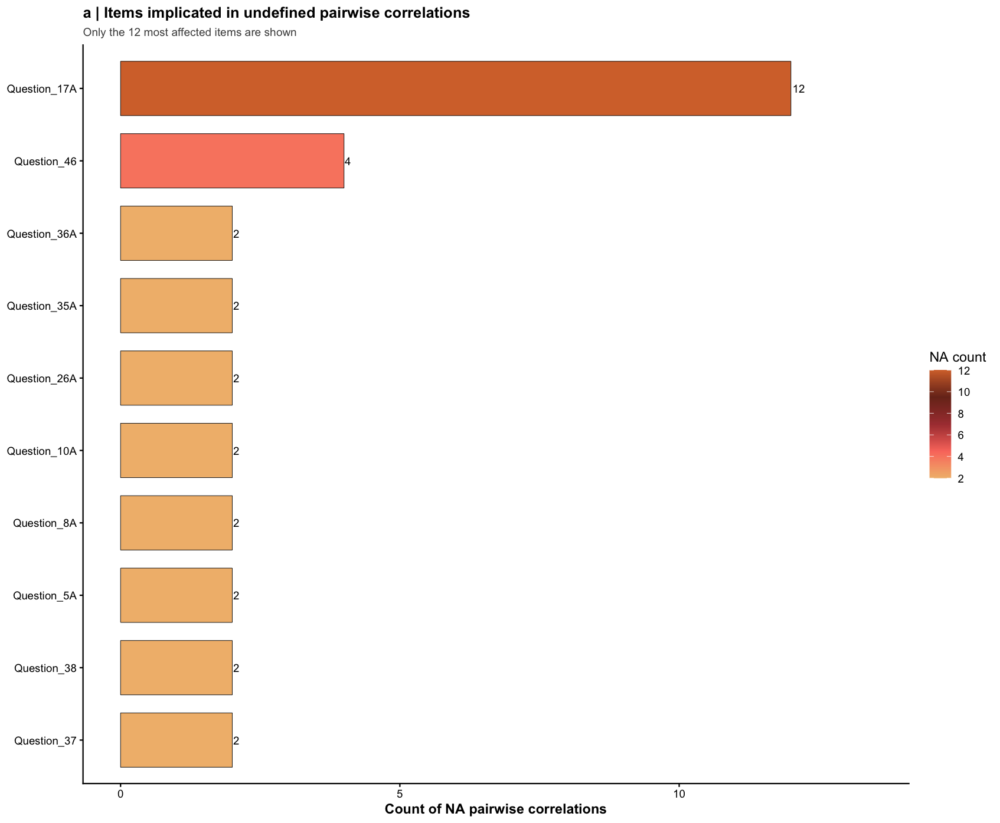 a | Items implicated in undefined pairwise correlations
Only the 12 most affected items are shown
Question_17A
12
Question_46
4
Question_36A
2
Question_35A
2
Question_26A
2
Question_10A
2
Question_8A
2
Question_5A
2
Question_38
2
Question_37
2
0
5
10
Count of NA pairwise correlations
NA count
12
10
8
6
4
2